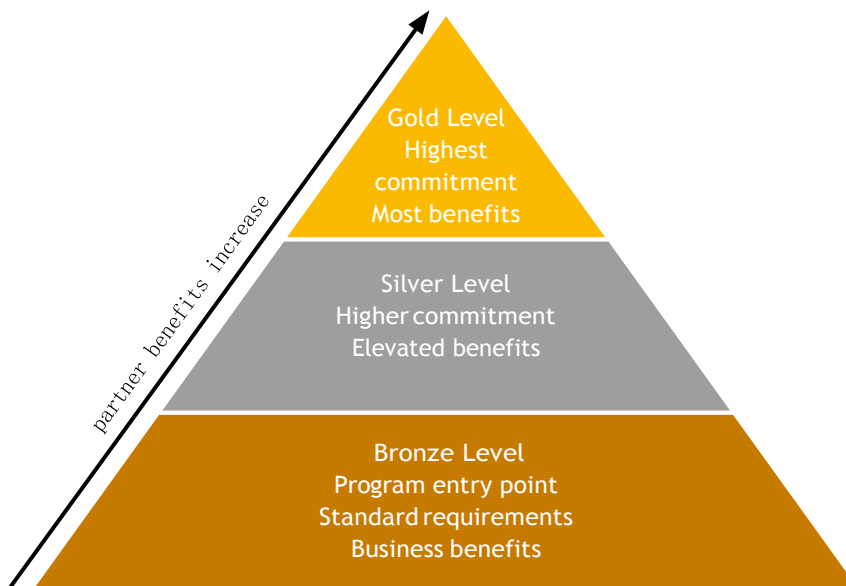 Gold Level
Highest
commitment
Most benefits
partner benefits increase
Silver Level
Higher commitment
Elevated benefits
Bronze Level
Program entry point
Standard requirements
Business benefits